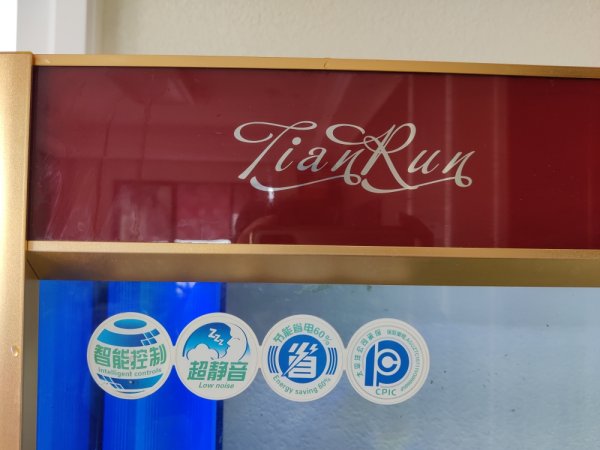 TianRun
智能控制
Intelligent controls
zzz
超静音
Low noise
节能省电60%
省
Energy saving 60%
CPIC